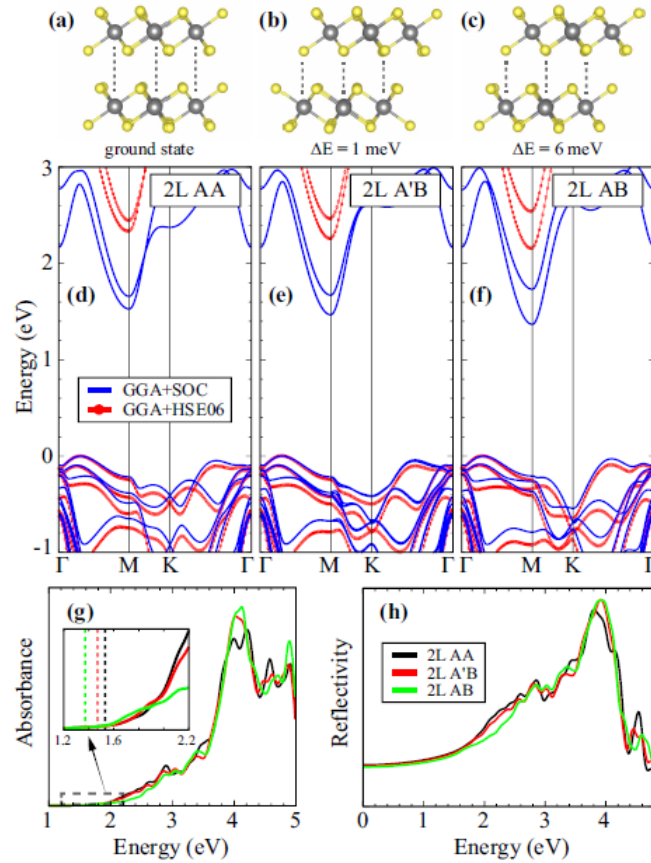 (a)
(b)
(c)
ground state
ΔE = 1 meV
ΔE = 6 meV
2L AA
2L A'B
2L AB
(d)
(e)
(f)
GGA+SOC
GGA+HSE06
Energy (eV)
3
2
1
0
-1
Γ M K Γ M K Γ M K Γ
(g)
Absorbance
1.2 1.6 2.2
1 2 3 4 5
Energy (eV)
(h)
2L AA
2L A'B
2L AB
Reflectivity
0 1 2 3 4
Energy (eV)